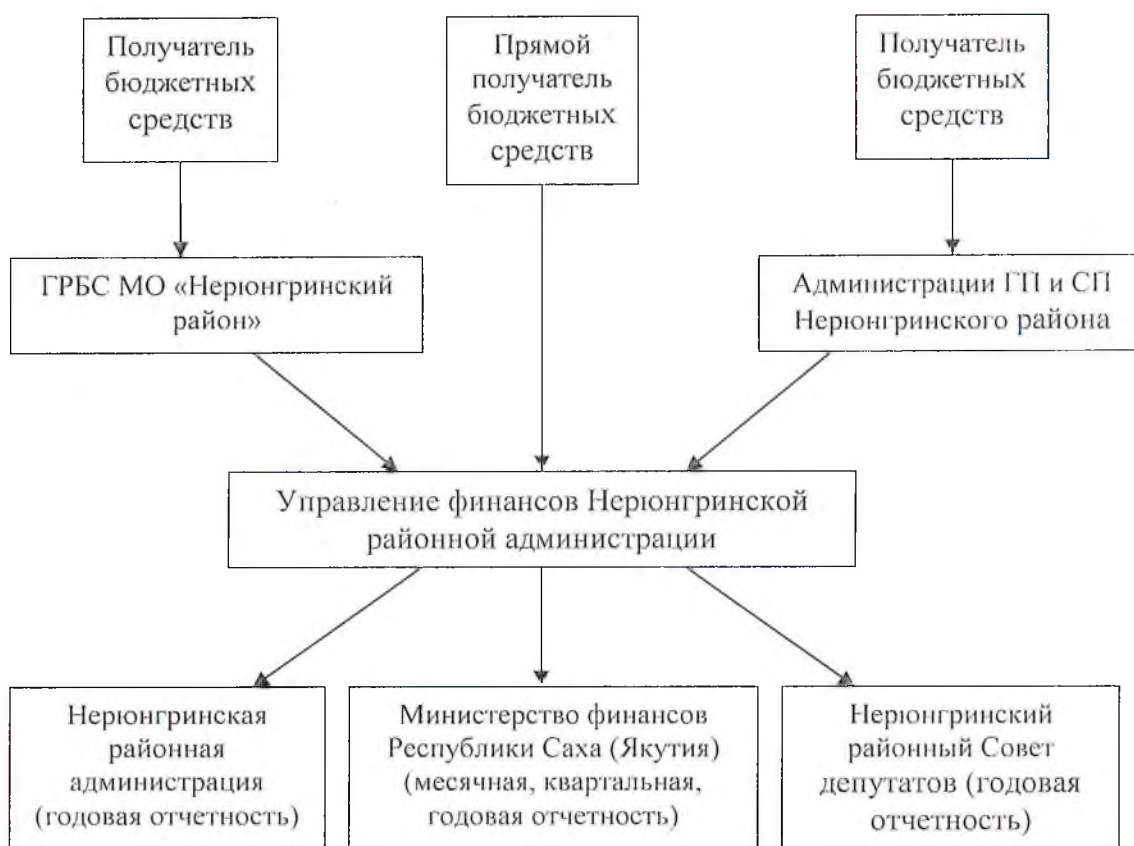 Получатель
бюджетных
средств
Прямой
получатель
бюджетных
средств
Получатель
бюджетных
средств
ГРБС МО «Нерюнгринский
район»
Администрации ГП и СП
Нерюнгринского района
Управление финансов Нерюнгринской
районной администрации
Нерюнгринская
районная
администрация
(годовая отчетность)
Министерство финансов
Республики Саха (Якутия)
(месячная, квартальная,
годовая отчетность)
Нерюнгринский
районный Совет
депутатов (годовая
отчетность)